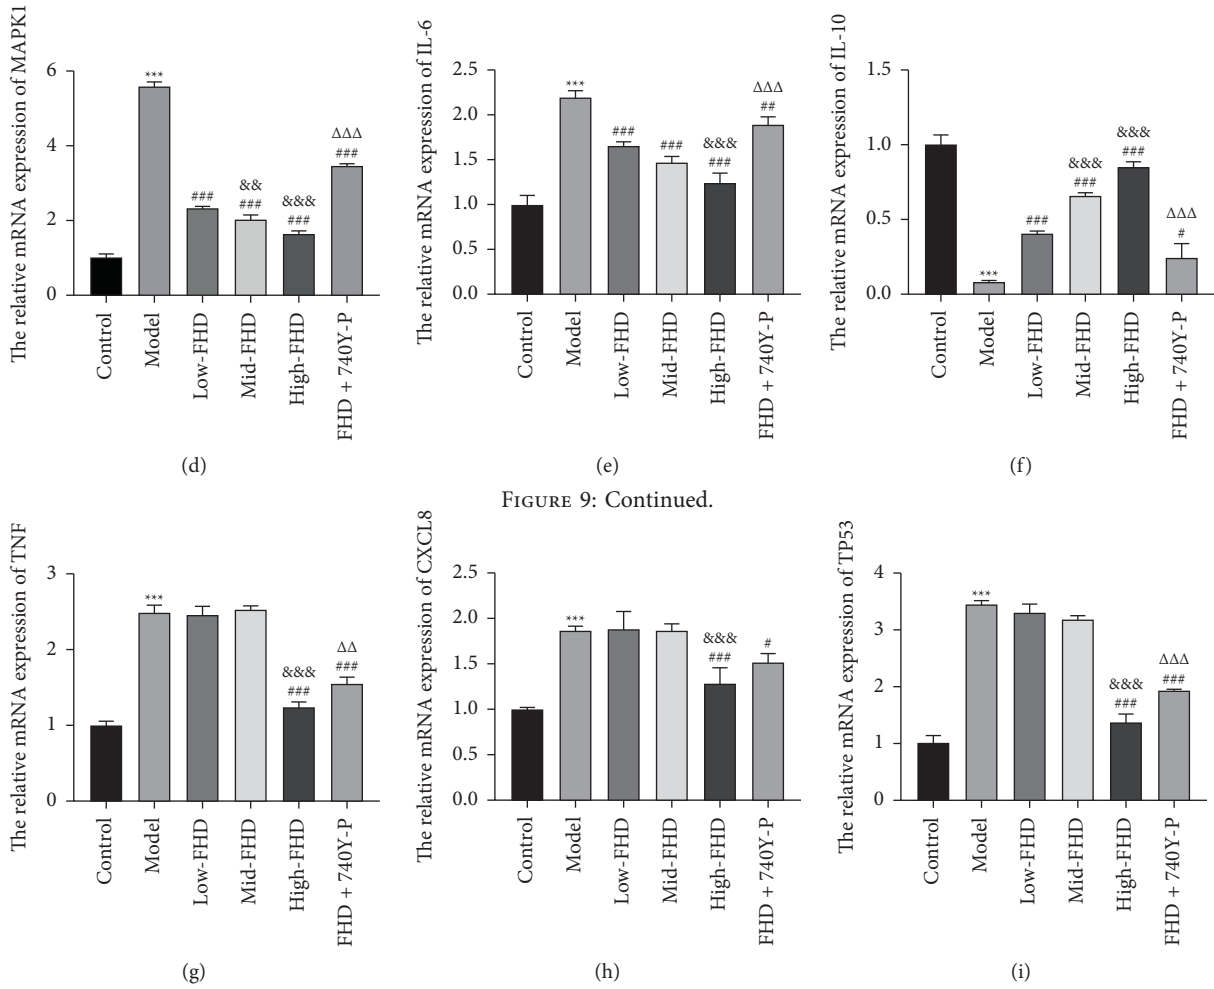 The relative mRNA expression of MAPK1
6
4
2
0
***
###
&&
###
&&&
###
ΔΔΔ
###
Control
Model
Low-FHD
Mid-FHD
High-FHD
FHD + 740Y-P
(d)
The relative mRNA expression of IL-6
2.5
2.0
1.5
1.0
0.5
0.0
***
###
###
&&&
###
ΔΔΔ
##
Control
Model
Low-FHD
Mid-FHD
High-FHD
FHD + 740Y-P
(e)
The relative mRNA expression of IL-10
1.5
1.0
0.5
0.0
***
###
&&&
###
&&&
###
ΔΔΔ
#
Control
Model
Low-FHD
Mid-FHD
High-FHD
FHD + 740Y-P
(f)
Figure 9: Continued.
The relative mRNA expression of TNF
3
2
1
0
***
&&&
###
ΔΔ
###
Control
Model
Low-FHD
Mid-FHD
High-FHD
FHD + 740Y-P
(g)
The relative mRNA expression of CXCL8
2.5
2.0
1.5
1.0
0.5
0.0
***
&&&
###
#
Control
Model
Low-FHD
Mid-FHD
High-FHD
FHD + 740Y-P
(h)
The relative mRNA expression of TP53
4
3
2
1
0
***
&&&
###
ΔΔΔ
###
Control
Model
Low-FHD
Mid-FHD
High-FHD
FHD + 740Y-P
(i)